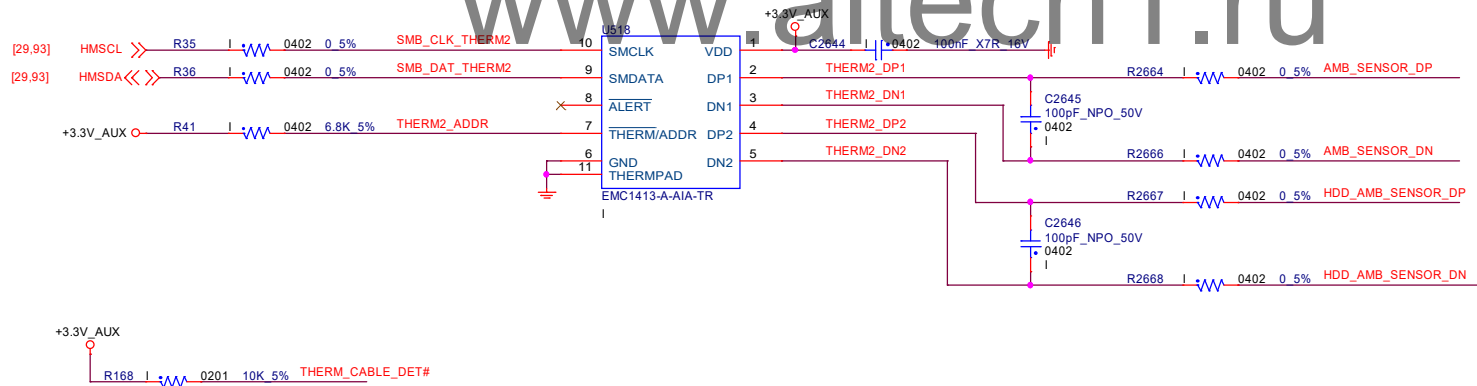 www.altech1.ru
+3.3V_AUX
[29,93] HMSCL R35 I 0402 0_5% SMB_CLK_THERM2 10 SMCLK U518 VDD 1 C2644 I 0402 100nF_X7R_16V
[29,93] HMSDA R36 I 0402 0_5% SMB_DAT_THERM2 9 SMDATA DP1 2 THERM2_DP1 R2664 I 0402 0_5% AMB_SENSOR_DP
8 ALERT DN1 3 THERM2_DN1
C2645
100pF_NPO_50V
0402
I
+3.3V_AUX R41 I 0402 6.8K_5% THERM2_ADDR 7 THERM/ADDR DP2 4 THERM2_DP2
6 GND DN2 5 THERM2_DN2 R2666 I 0402 0_5% AMB_SENSOR_DN
11 THERMPAD
EMC1413-A-AIA-TR
I
R2667 I 0402 0_5% HDD_AMB_SENSOR_DP
C2646
100pF_NPO_50V
0402
I
R2668 I 0402 0_5% HDD_AMB_SENSOR_DN
+3.3V_AUX
R168 I 0201 10K_5% THERM_CABLE_DET#